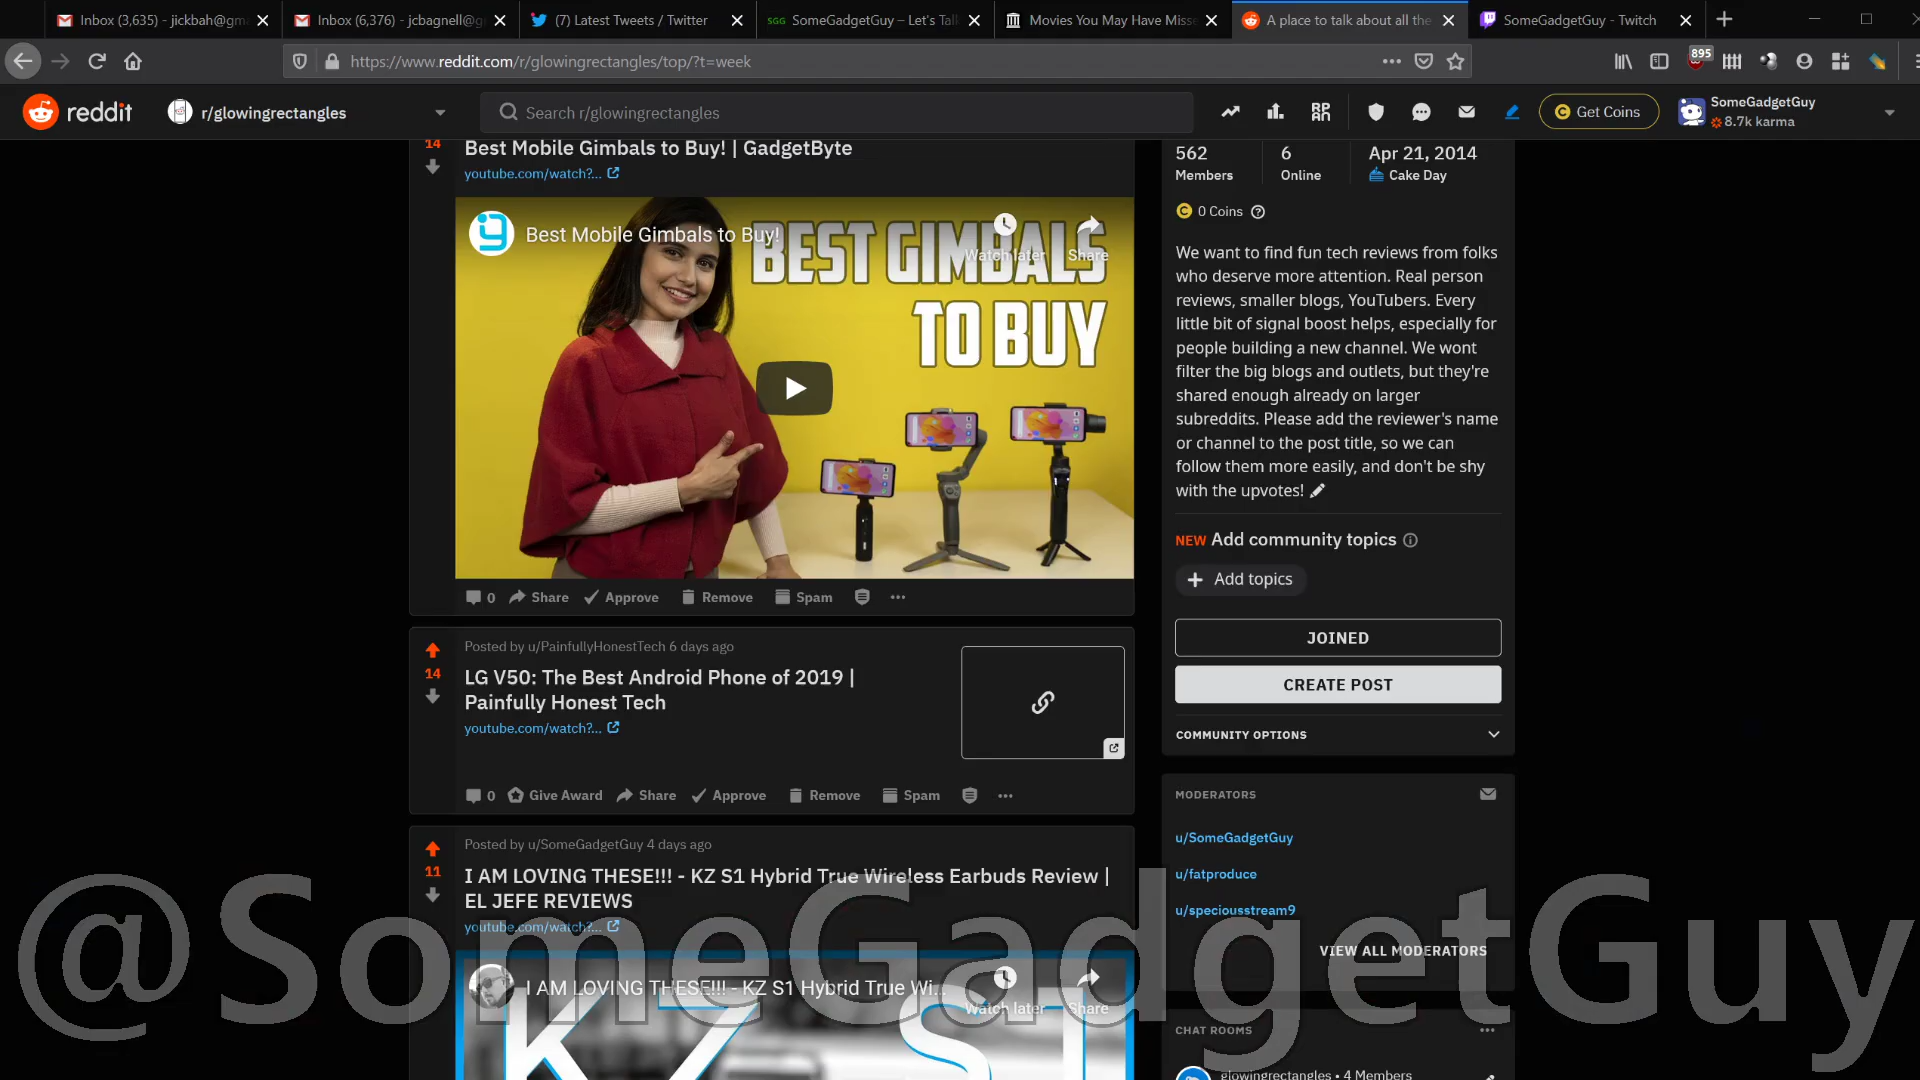 Inbox (3,635) - jickbah@gm
Inbox (6,376) - jcbagnell@g
(7) Latest Tweets / Twitter
SGG SomeGadgetGuy – Let's Tal
Movies You May Have Miss
A place to talk about all the
SomeGadgetGuy - Twitch
https://www.reddit.com/r/glowingrectangles/top/?t=week
895
reddit
r/glowingrectangles
Search r/glowingrectangles
RPAN
Get Coins
SomeGadgetGuy
8.7k karma
14
Best Mobile Gimbals to Buy! | GadgetByte
youtube.com/watch?...
Best Mobile Gimbals to Buy!
Watch later
Share
BEST GIMBALS
TO BUY
0 Share Approve Remove Spam
Posted by u/PainfullyHonestTech 6 days ago
14
LG V50: The Best Android Phone of 2019 |
Painfully Honest Tech
youtube.com/watch?...
0 Give Award Share Approve Remove Spam
Posted by u/SomeGadgetGuy 4 days ago
11
I AM LOVING THESE!!! - KZ S1 Hybrid True Wireless Earbuds Review |
EL JEFE REVIEWS
youtube.com/watch?...
I AM LOVING THESE!!! - KZ S1 Hybrid True Wi...
Watch later
Share
KZ S1
562
Members
6
Online
Apr 21, 2014
Cake Day
0 Coins
We want to find fun tech reviews from folks
who deserve more attention. Real person
reviews, smaller blogs, YouTubers. Every
little bit of signal boost helps, especially for
people building a new channel. We wont
filter the big blogs and outlets, but they're
shared enough already on larger
subreddits. Please add the reviewer's name
or channel to the post title, so we can
follow them more easily, and don't be shy
with the upvotes!
NEW Add community topics
Add topics
JOINED
CREATE POST
COMMUNITY OPTIONS
MODERATORS
u/SomeGadgetGuy
u/fatproduce
u/speciousstream9
VIEW ALL MODERATORS
CHAT ROOMS
glowingrectangles • 4 Members
@SomeGadgetGuy